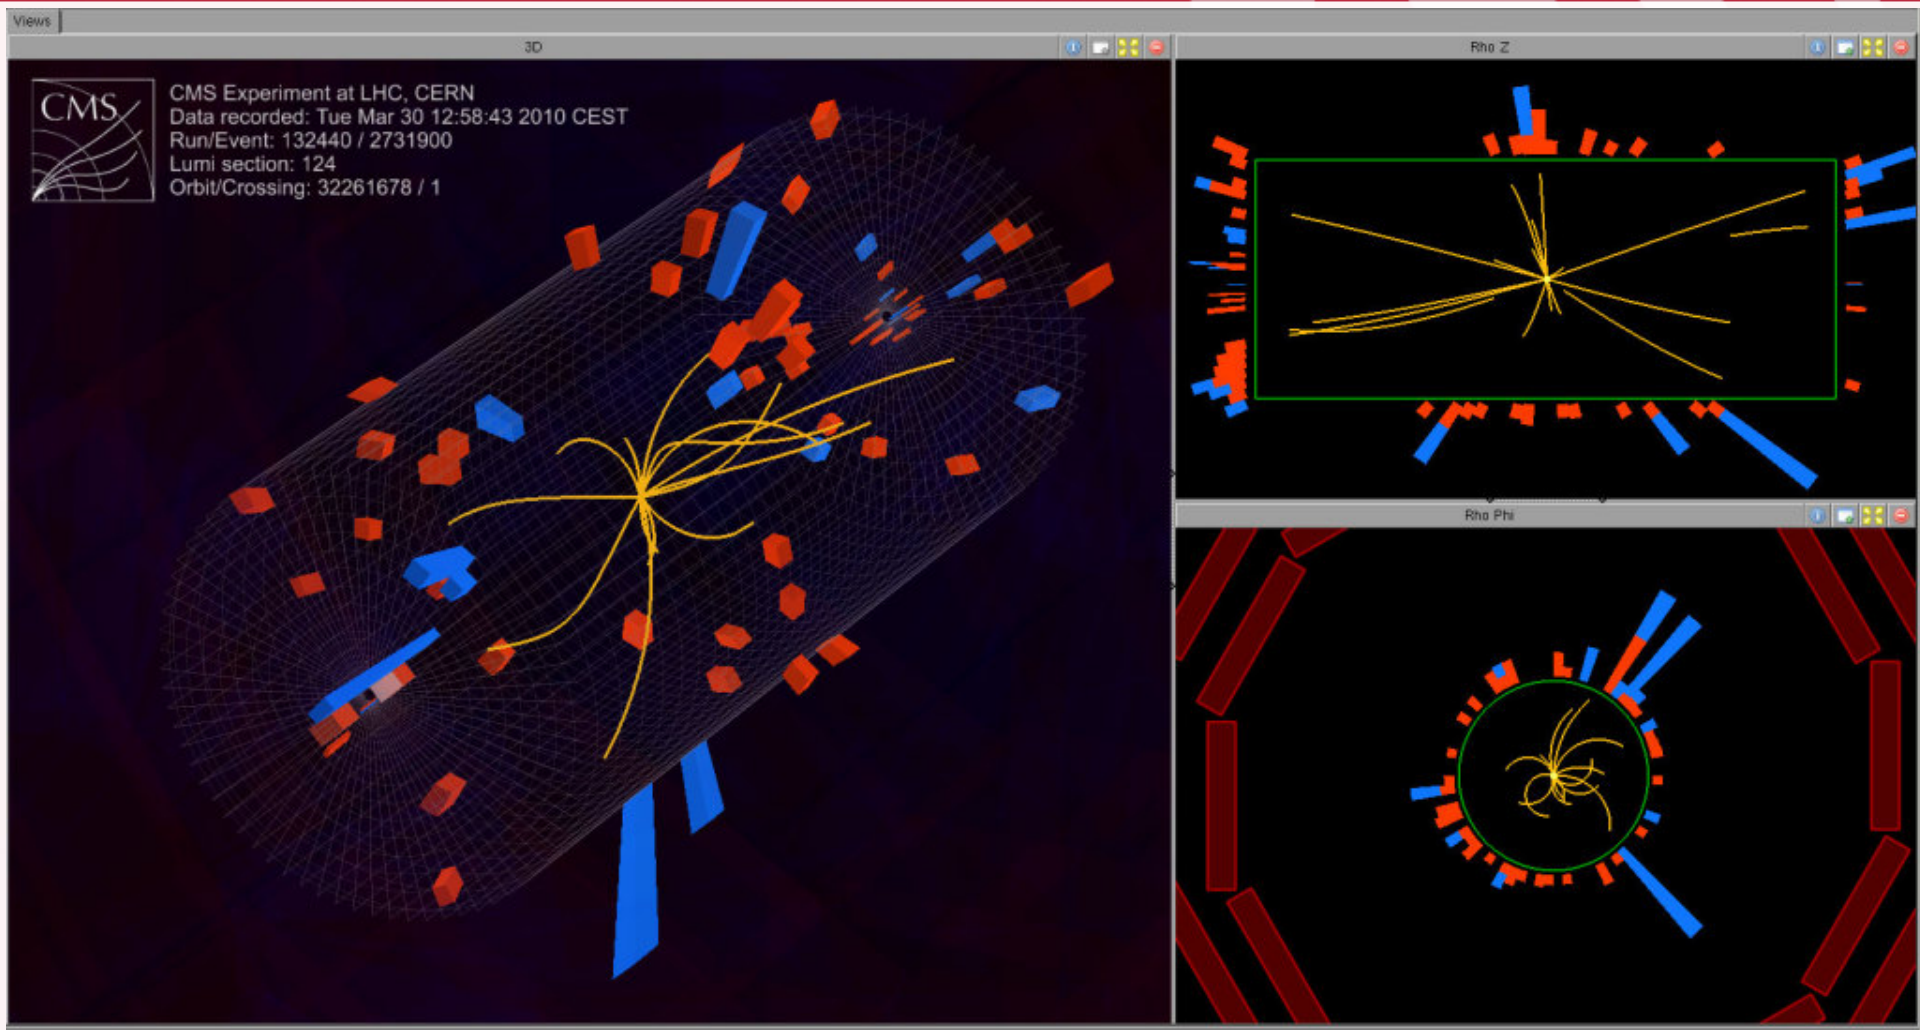 Views
3D
CMS
CMS Experiment at LHC, CERN
Data recorded: Tue Mar 30 12:58:43 2010 CEST
Run/Event: 132440 / 2731900
Lumi section: 124
Orbit/Crossing: 32261678 / 1
Rho Z
Rho Phi